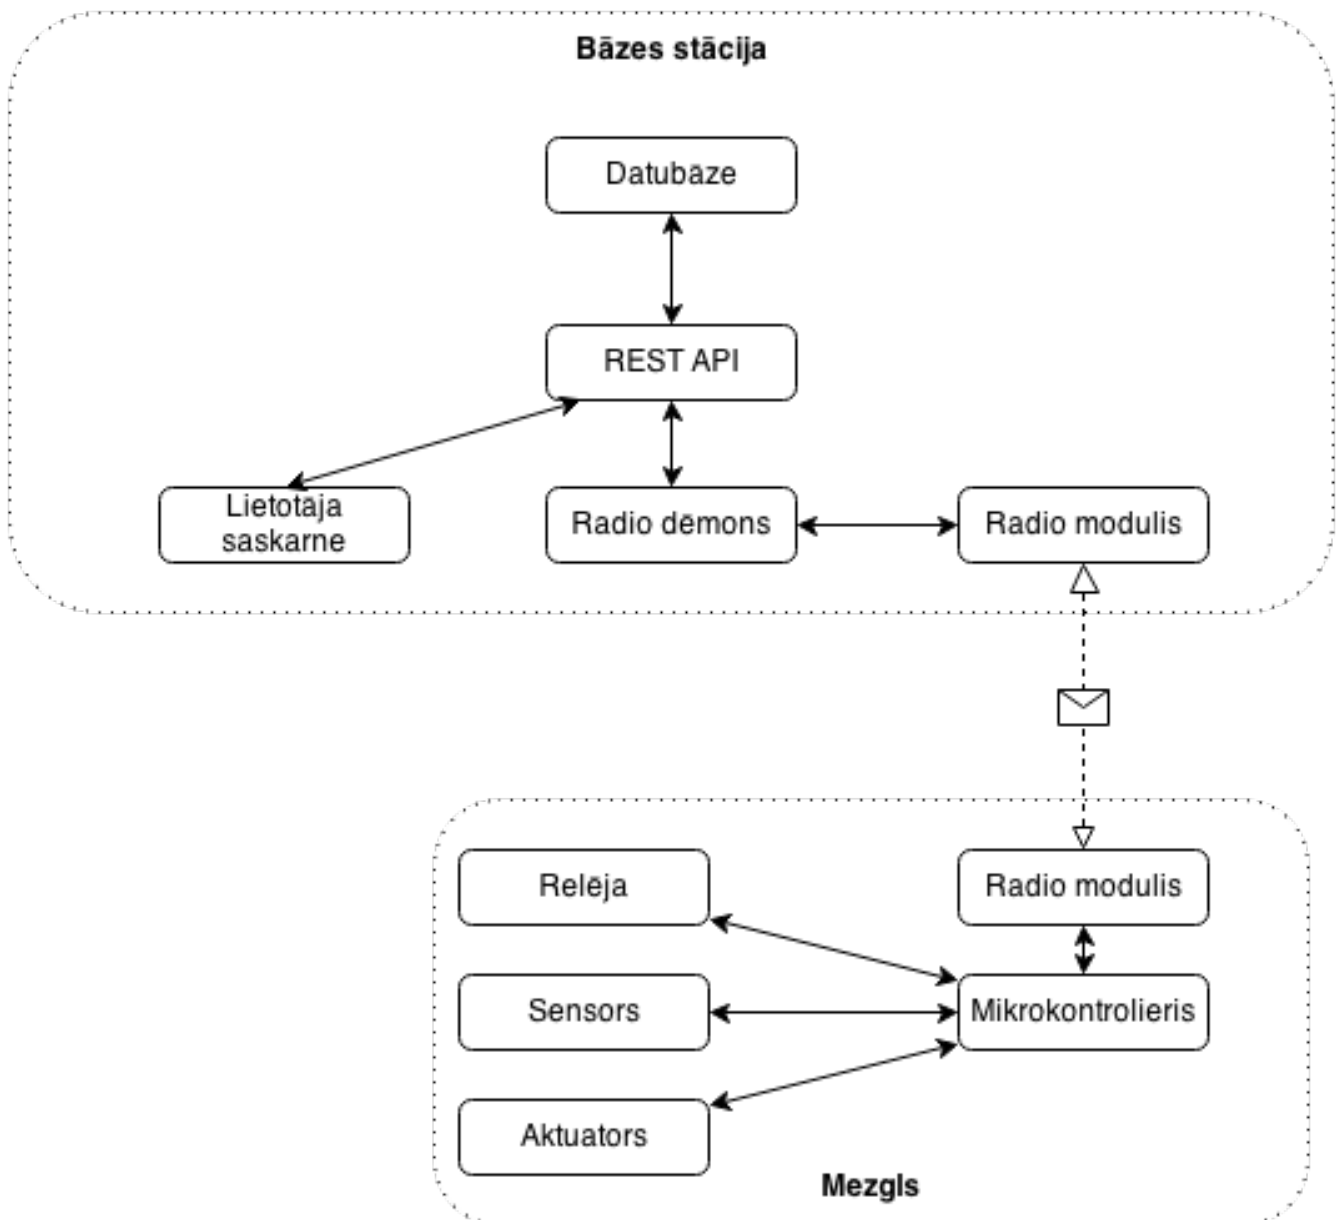 Bāzes stācija
Datubāze
REST API
Lietotāja
saskarne
Radio dēmons
Radio modulis
Relēja
Radio modulis
Sensors
Mikrokontrolieris
Aktuators
Mezgls